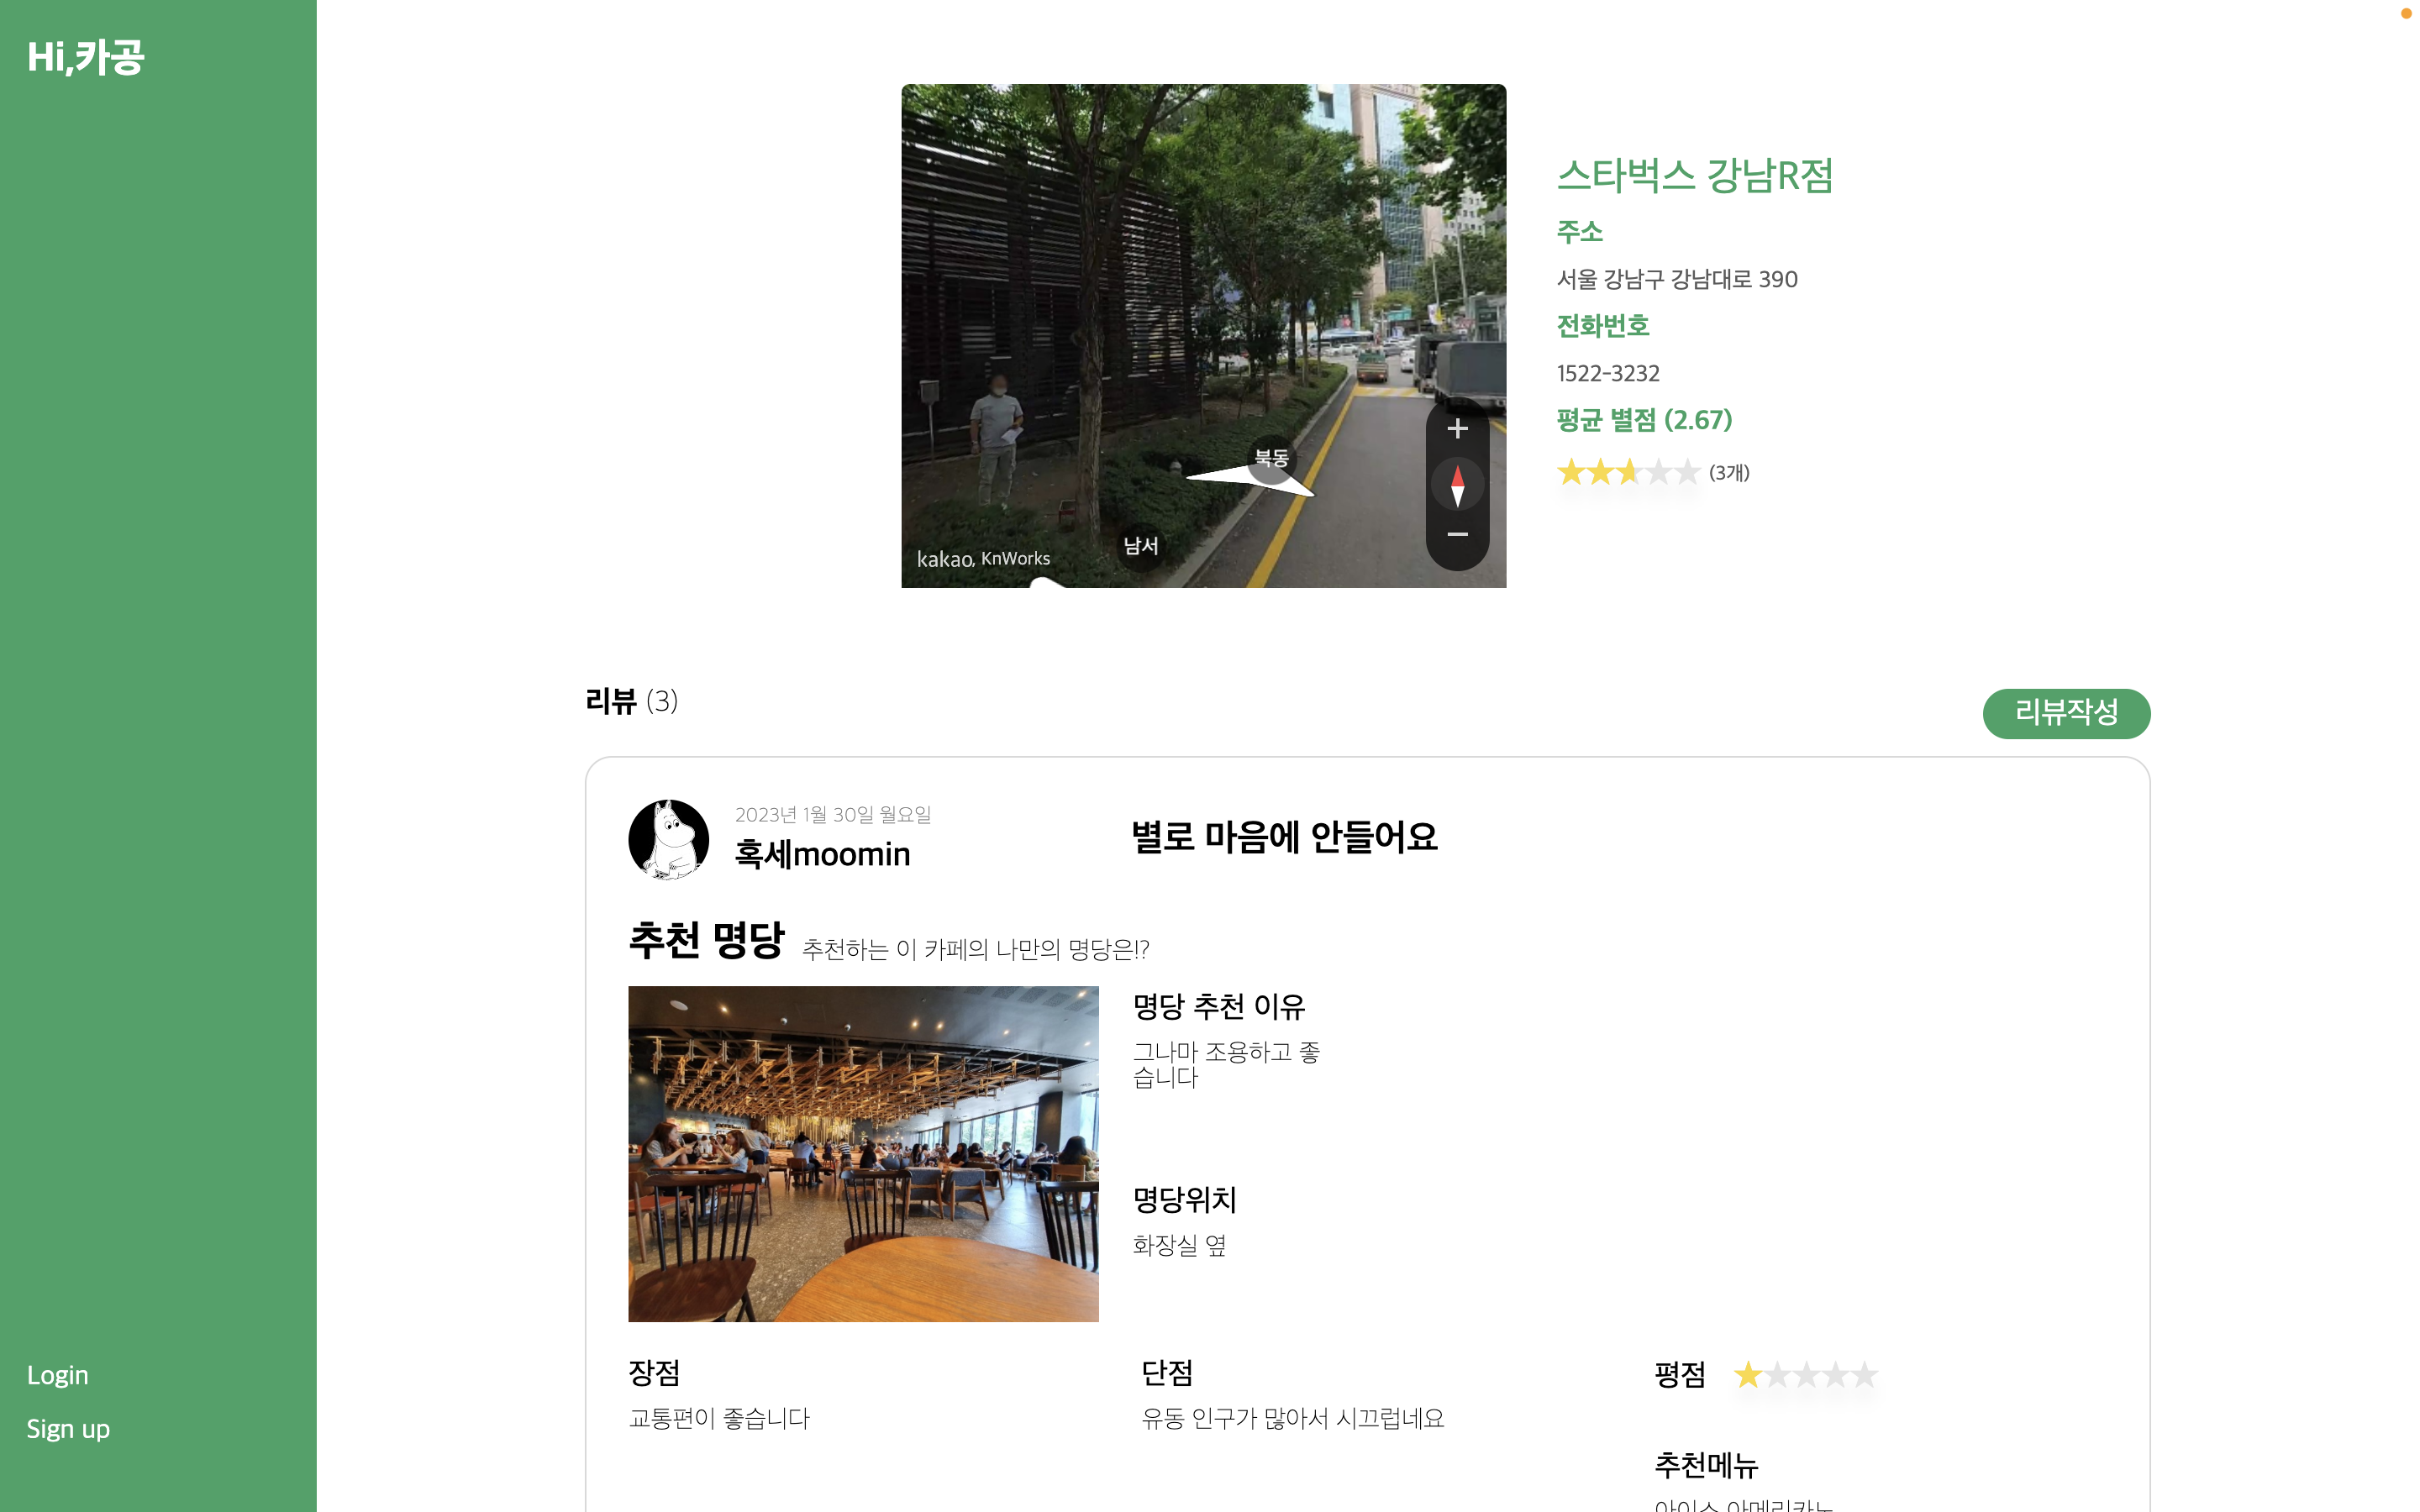 Hi,카공
스타벅스 강남R점
주소
서울 강남구 강남대로 390
전화번호
1522-3232
평균 별점 (2.67)
(3개)
북동
남서
kakao, KnWorks
리뷰 (3)
리뷰작성
2023년 1월 30일 월요일
혹세moomin
별로 마음에 안들어요
추천 명당 추천하는 이 카페의 나만의 명당은!?
명당 추천 이유
그나마 조용하고 좋
습니다
명당위치
화장실 옆
장점
교통편이 좋습니다
단점
유동 인구가 많아서 시끄럽네요
평점
추천메뉴
아이스 아메리카노
Login
Sign up